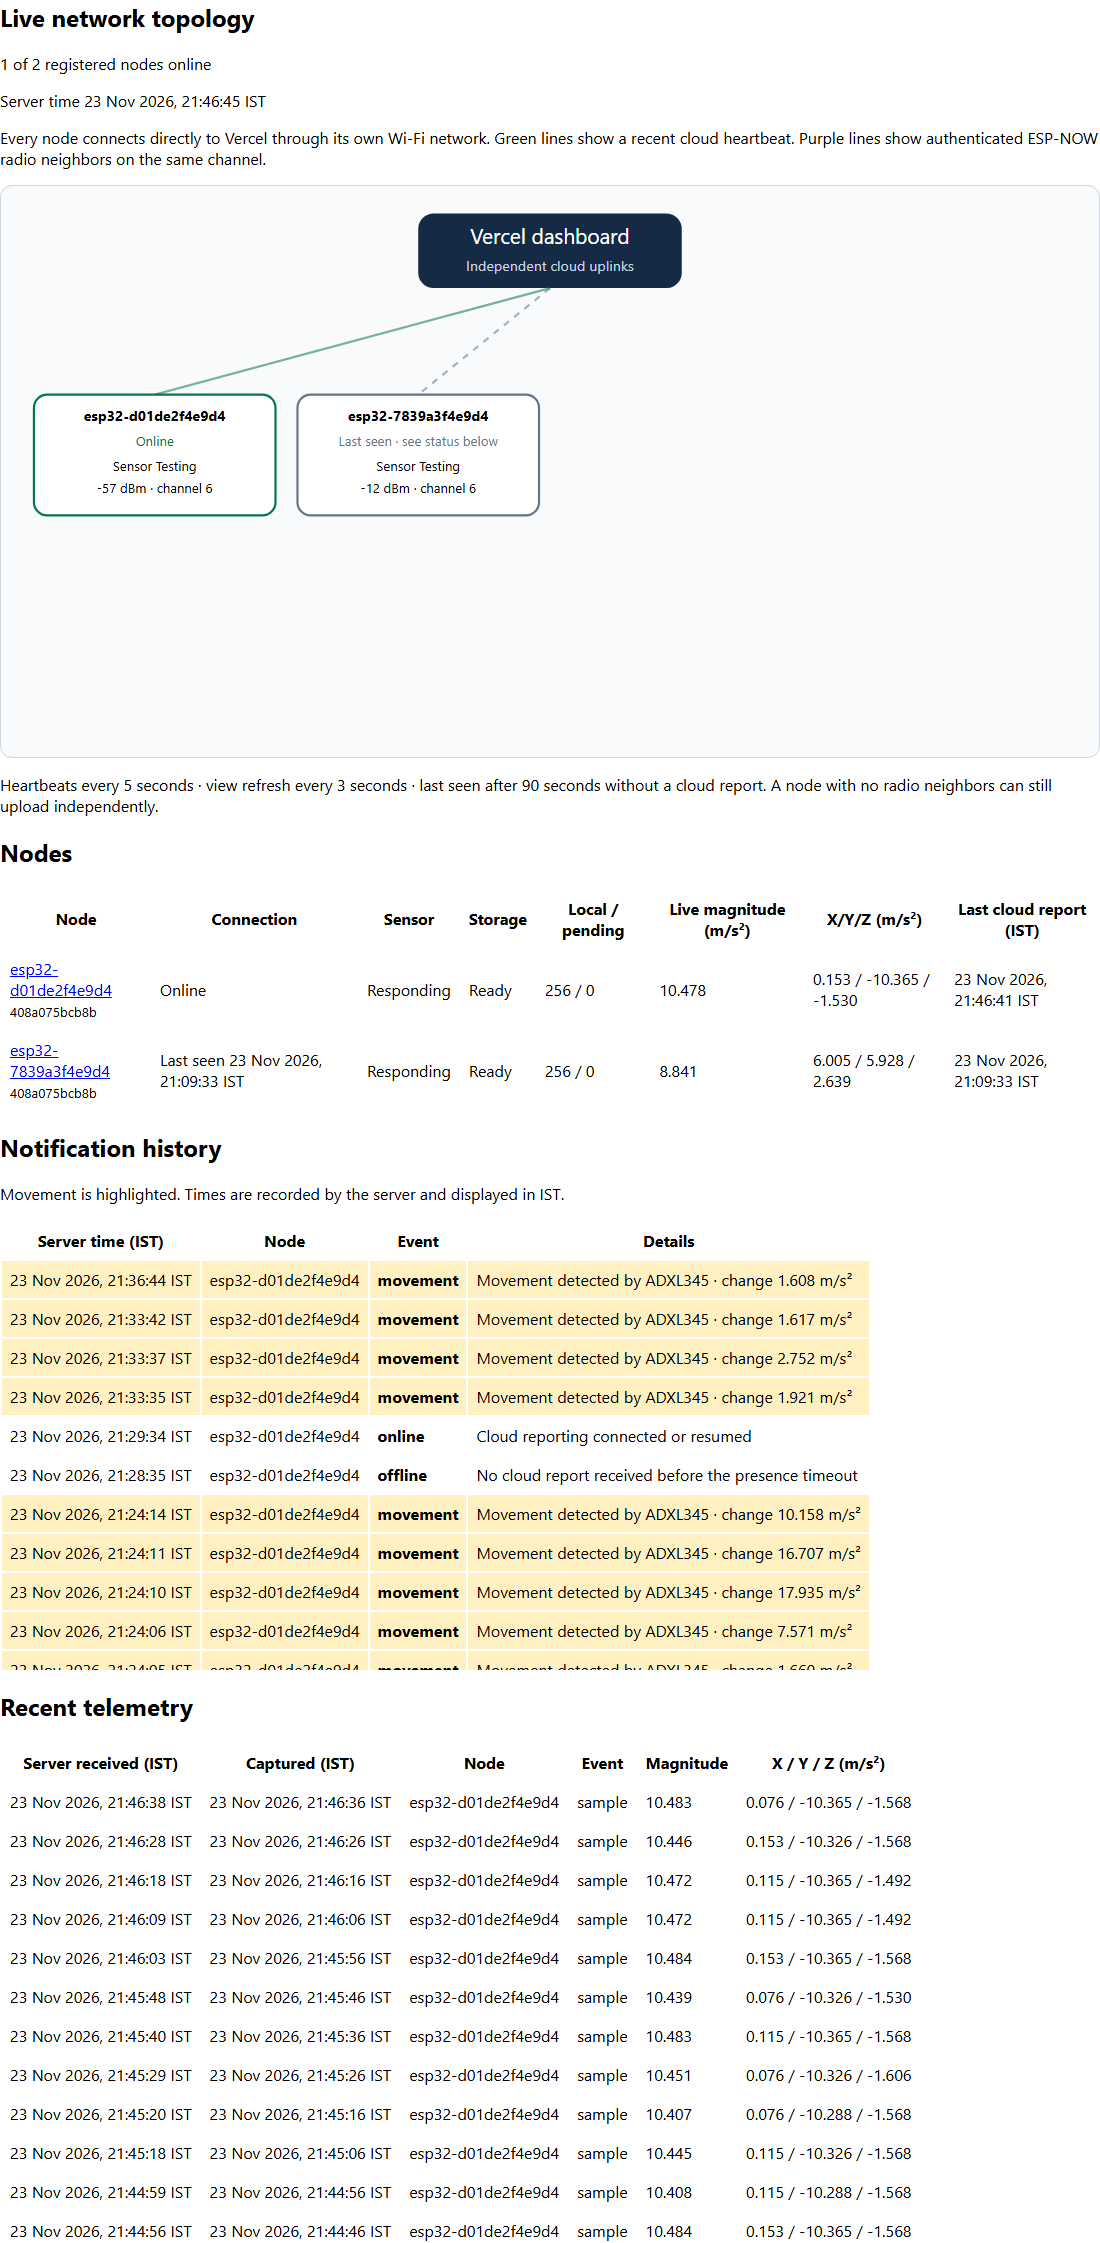 Live network topology
1 of 2 registered nodes online
Server time 23 Nov 2026, 21:46:45 IST
Every node connects directly to Vercel through its own Wi-Fi network. Green lines show a recent cloud heartbeat. Purple lines show authenticated ESP-NOW
radio neighbors on the same channel.
Vercel dashboard
Independent cloud uplinks
esp32-d01de2f4e9d4
Online
Sensor Testing
-57 dBm · channel 6
esp32-7839a3f4e9d4
Last seen · see status below
Sensor Testing
-12 dBm · channel 6
Heartbeats every 5 seconds · view refresh every 3 seconds · last seen after 90 seconds without a cloud report. A node with no radio neighbors can still
upload independently.
Nodes
Node Connection Sensor Storage Local / pending Live magnitude (m/s²) X/Y/Z (m/s²) Last cloud report (IST)
esp32-d01de2f4e9d4 408a075bcb8b Online Responding Ready 256 / 0 10.478 0.153 / -10.365 / -1.530 23 Nov 2026, 21:46:41 IST
esp32-7839a3f4e9d4 408a075bcb8b Last seen 23 Nov 2026, 21:09:33 IST Responding Ready 256 / 0 8.841 6.005 / 5.928 / 2.639 23 Nov 2026, 21:09:33 IST
Notification history
Movement is highlighted. Times are recorded by the server and displayed in IST.
Server time (IST) Node Event Details
23 Nov 2026, 21:36:44 IST esp32-d01de2f4e9d4 movement Movement detected by ADXL345 · change 1.608 m/s²
23 Nov 2026, 21:33:42 IST esp32-d01de2f4e9d4 movement Movement detected by ADXL345 · change 1.617 m/s²
23 Nov 2026, 21:33:37 IST esp32-d01de2f4e9d4 movement Movement detected by ADXL345 · change 2.752 m/s²
23 Nov 2026, 21:33:35 IST esp32-d01de2f4e9d4 movement Movement detected by ADXL345 · change 1.921 m/s²
23 Nov 2026, 21:29:34 IST esp32-d01de2f4e9d4 online Cloud reporting connected or resumed
23 Nov 2026, 21:28:35 IST esp32-d01de2f4e9d4 offline No cloud report received before the presence timeout
23 Nov 2026, 21:24:14 IST esp32-d01de2f4e9d4 movement Movement detected by ADXL345 · change 10.158 m/s²
23 Nov 2026, 21:24:11 IST esp32-d01de2f4e9d4 movement Movement detected by ADXL345 · change 16.707 m/s²
23 Nov 2026, 21:24:10 IST esp32-d01de2f4e9d4 movement Movement detected by ADXL345 · change 17.935 m/s²
23 Nov 2026, 21:24:06 IST esp32-d01de2f4e9d4 movement Movement detected by ADXL345 · change 7.571 m/s²
Recent telemetry
Server received (IST) Captured (IST) Node Event Magnitude X / Y / Z (m/s²)
23 Nov 2026, 21:46:38 IST 23 Nov 2026, 21:46:36 IST esp32-d01de2f4e9d4 sample 10.483 0.076 / -10.365 / -1.568
23 Nov 2026, 21:46:28 IST 23 Nov 2026, 21:46:26 IST esp32-d01de2f4e9d4 sample 10.446 0.153 / -10.326 / -1.568
23 Nov 2026, 21:46:18 IST 23 Nov 2026, 21:46:16 IST esp32-d01de2f4e9d4 sample 10.472 0.115 / -10.365 / -1.492
23 Nov 2026, 21:46:09 IST 23 Nov 2026, 21:46:06 IST esp32-d01de2f4e9d4 sample 10.472 0.115 / -10.365 / -1.492
23 Nov 2026, 21:46:03 IST 23 Nov 2026, 21:45:56 IST esp32-d01de2f4e9d4 sample 10.484 0.153 / -10.365 / -1.568
23 Nov 2026, 21:45:48 IST 23 Nov 2026, 21:45:46 IST esp32-d01de2f4e9d4 sample 10.439 0.076 / -10.326 / -1.530
23 Nov 2026, 21:45:40 IST 23 Nov 2026, 21:45:36 IST esp32-d01de2f4e9d4 sample 10.483 0.115 / -10.365 / -1.568
23 Nov 2026, 21:45:29 IST 23 Nov 2026, 21:45:26 IST esp32-d01de2f4e9d4 sample 10.451 0.076 / -10.326 / -1.606
23 Nov 2026, 21:45:20 IST 23 Nov 2026, 21:45:16 IST esp32-d01de2f4e9d4 sample 10.407 0.076 / -10.288 / -1.568
23 Nov 2026, 21:45:18 IST 23 Nov 2026, 21:45:06 IST esp32-d01de2f4e9d4 sample 10.445 0.115 / -10.326 / -1.568
23 Nov 2026, 21:44:59 IST 23 Nov 2026, 21:44:56 IST esp32-d01de2f4e9d4 sample 10.408 0.115 / -10.288 / -1.568
23 Nov 2026, 21:44:56 IST 23 Nov 2026, 21:44:46 IST esp32-d01de2f4e9d4 sample 10.484 0.153 / -10.365 / -1.568